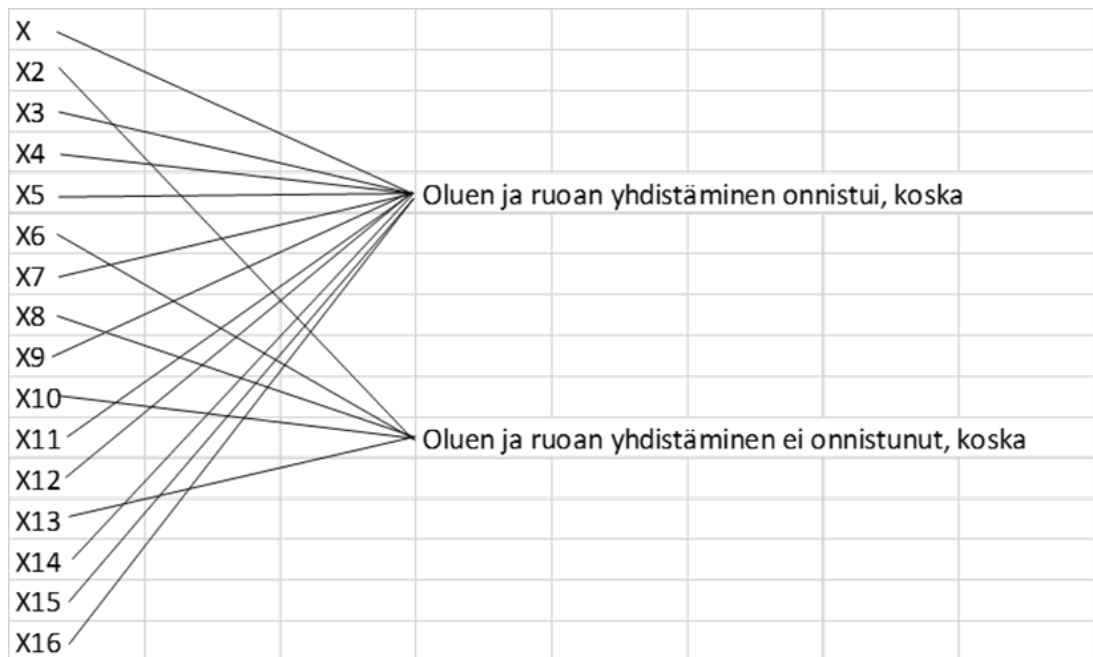 X
X2
X3
X4
X5
Oluen ja ruoan yhdistäminen onnistui, koska
X6
X7
X8
X9
X10
X11
Oluen ja ruoan yhdistäminen ei onnistunut, koska
X12
X13
X14
X15
X16